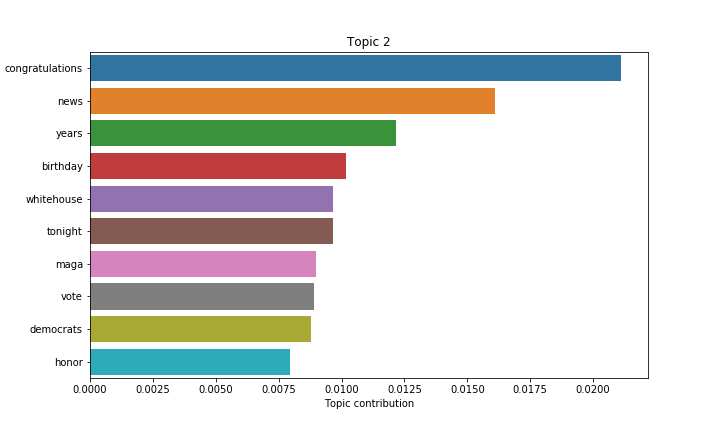 Topic 2
congratulations
news
years
birthday
whitehouse
tonight
maga
vote
democrats
honor
0.0000 0.0025 0.0050 0.0075 0.0100 0.0125 0.0150 0.0175 0.0200
Topic contribution